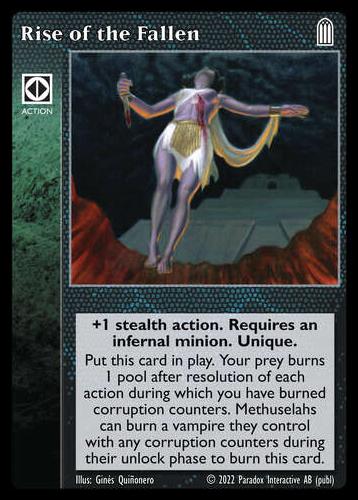 Rise of the Fallen
ACTION
+1 stealth action. Requires an
infernal minion. Unique.
Put this card in play. Your prey burns
1 pool after resolution of each
action during which you have burned
corruption counters. Methuselahs
can burn a vampire they control
with any corruption counters during
their unlock phase to burn this card.
Illus: Ginés Quiñonero © 2022 Paradox Interactive AB (publ)